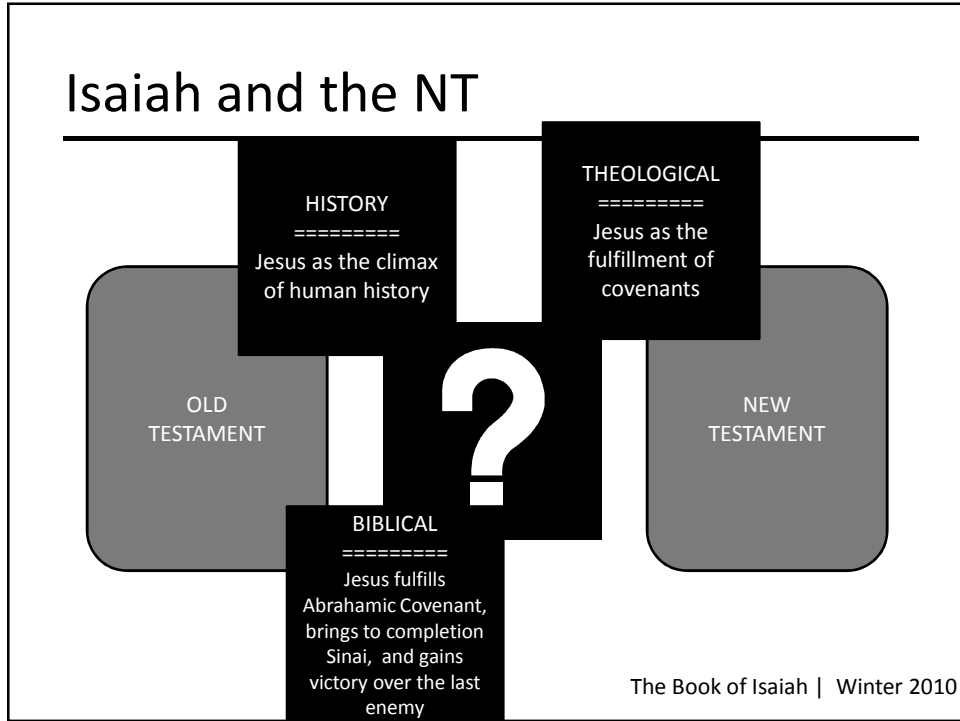 Isaiah and the NT
HISTORY
=========
Jesus as the climax
of human history
THEOLOGICAL
=========
Jesus as the
fulfillment of
covenants
OLD
TESTAMENT
?
NEW
TESTAMENT
BIBLICAL
=========
Jesus fulfills
Abrahamic Covenant,
brings to completion
Sinai, and gains
victory over the last
enemy
The Book of Isaiah | Winter 2010